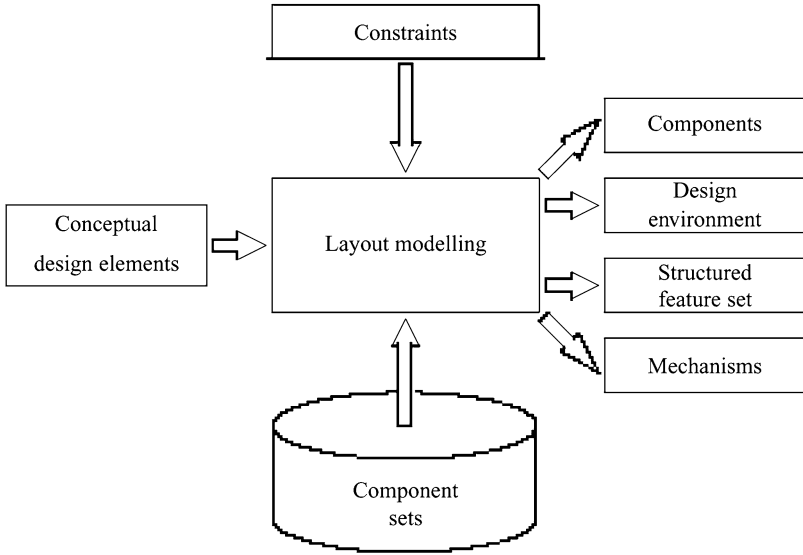 Constraints
Components
Design
environment
Conceptual
design elements
Layout modelling
Structured
feature set
Mechanisms
Component
sets